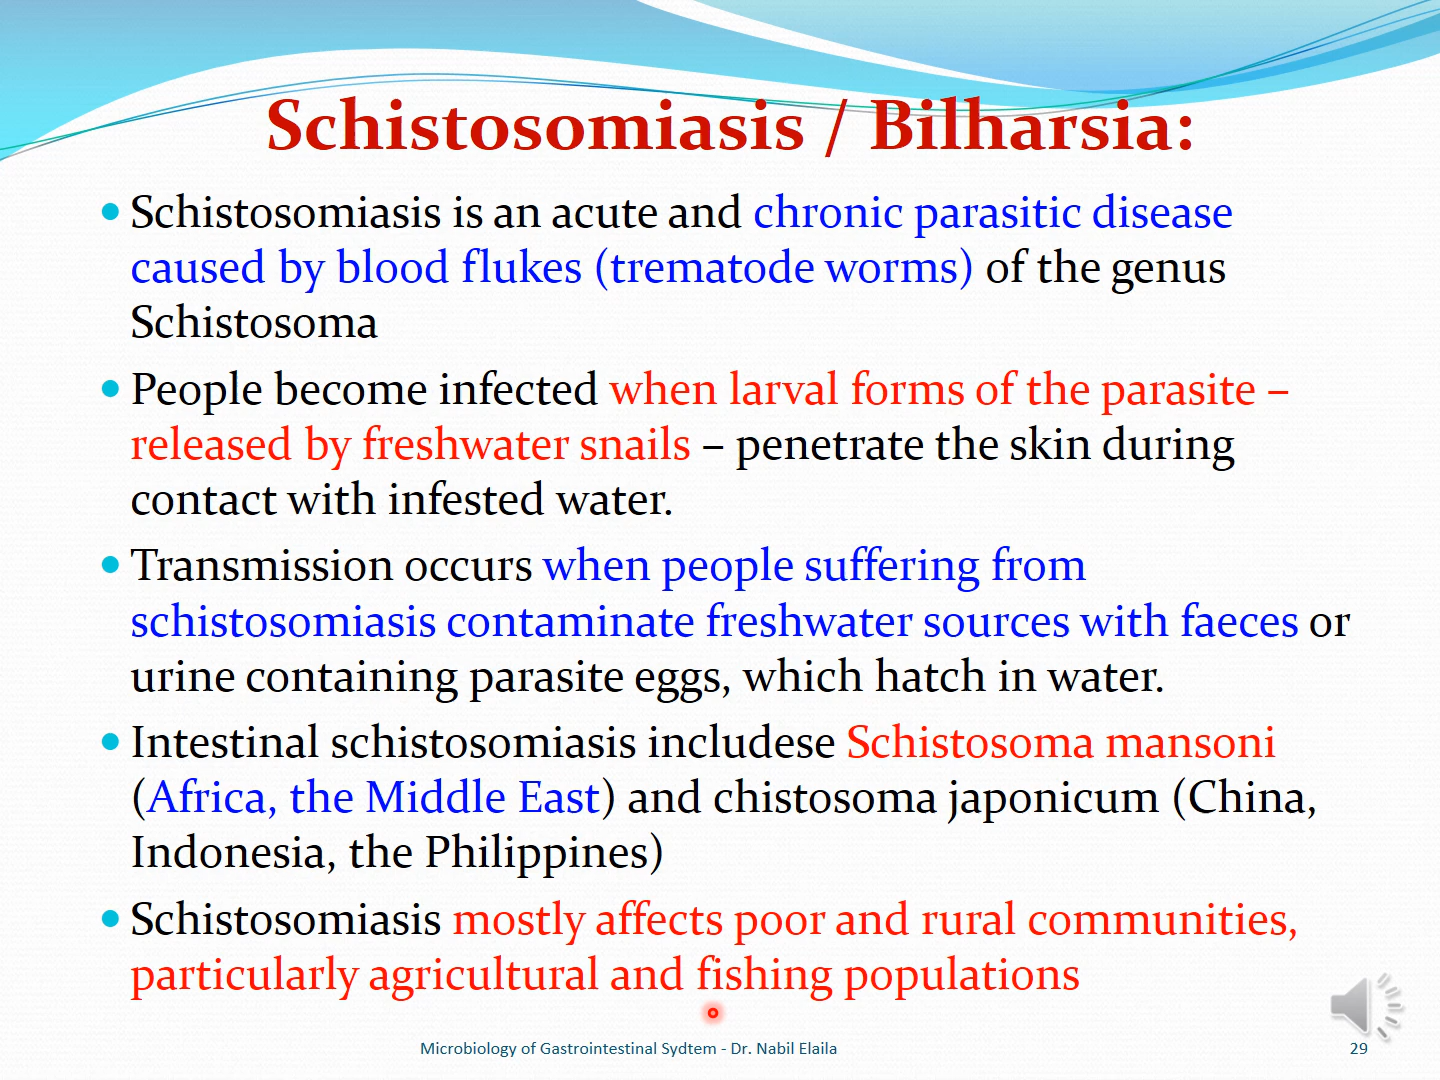 Schistosomiasis / Bilharsia:
• Schistosomiasis is an acute and chronic parasitic disease
caused by blood flukes (trematode worms) of the genus
Schistosoma
• People become infected when larval forms of the parasite –
released by freshwater snails – penetrate the skin during
contact with infested water.
• Transmission occurs when people suffering from
schistosomiasis contaminate freshwater sources with faeces or
urine containing parasite eggs, which hatch in water.
• Intestinal schistosomiasis includese Schistosoma mansoni
(Africa, the Middle East) and chistosoma japonicum (China,
Indonesia, the Philippines)
• Schistosomiasis mostly affects poor and rural communities,
particularly agricultural and fishing populations
Microbiology of Gastrointestinal Sydtem - Dr. Nabil Elaila
29